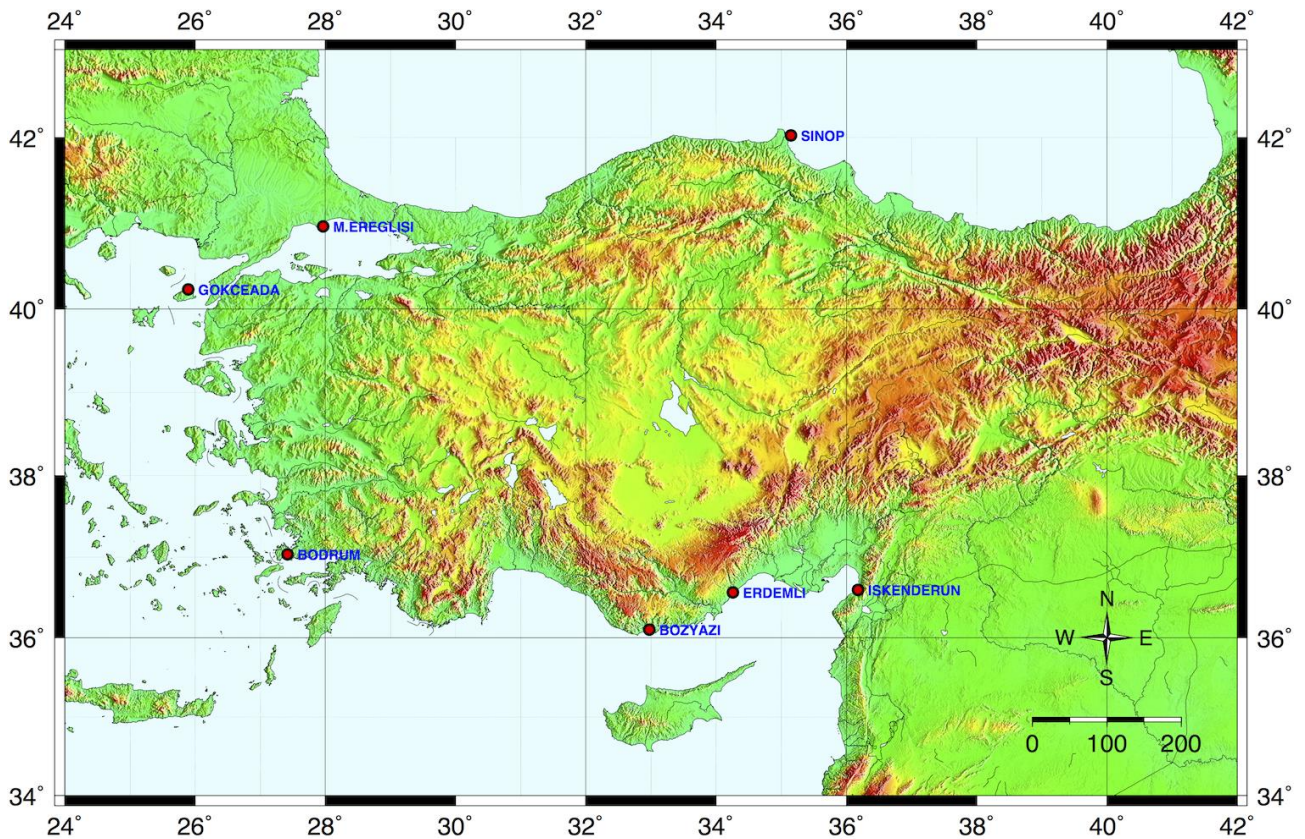 24° 26° 28° 30° 32° 34° 36° 38° 40° 42°
42° 42°
SINOP
M.EREGLISI
GOKCEADA
40° 40°
38° 38°
BODRUM
ERDEMLI
ISKENDERUN
BOZYAZI
N
36° W E 36°
S
0 100 200
34° 34°
24 26 28 30 32 34 36 38 40 42